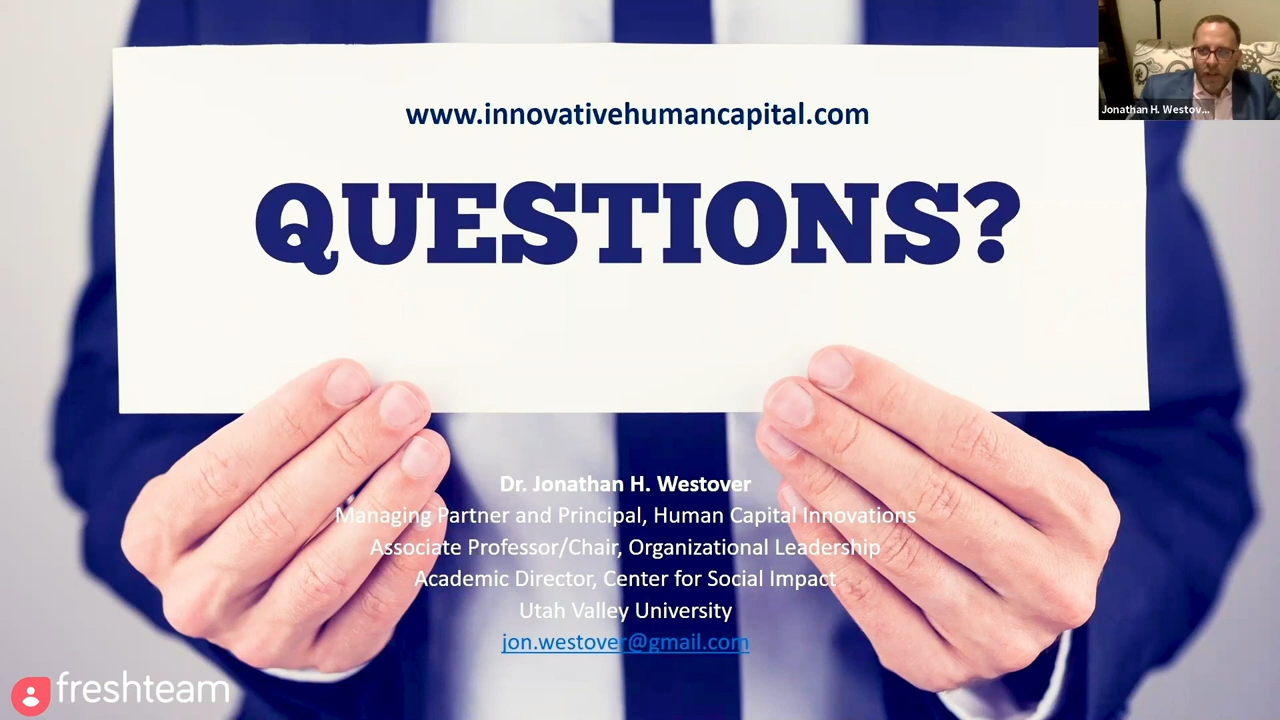 www.innovativehumancapital.com
Jonathan H. Westov...
QUESTIONS?
Dr. Jonathan H. Westover
Managing Partner and Principal, Human Capital Innovations
Associate Professor/Chair, Organizational Leadership
Academic Director, Center for Social Impact
Utah Valley University
jon.westover@gmail.com
freshteam